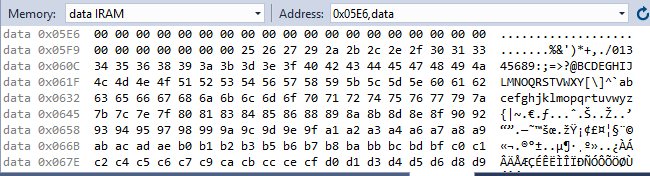 Memory: data IRAM Address: 0x05E6,data
data 0x05E6 00 00 00 00 00 00 00 00 00 00 00 00 00 00 00 00 00 00 00 ...................
data 0x05F9 00 00 00 00 00 00 00 25 26 27 29 2a 2b 2c 2e 2f 30 31 33 .......%&')*+,./013
data 0x060C 34 35 36 38 39 3a 3b 3d 3e 3f 40 42 43 44 45 47 48 49 4a 45689:;=>?@BCDEGHIJ
data 0x061F 4c 4d 4e 4f 51 52 53 54 56 57 58 59 5b 5c 5d 5e 60 61 62 LMNOQRSTVWXY[\]^`ab
data 0x0632 63 65 66 67 68 6a 6b 6c 6d 6f 70 71 72 74 75 76 77 79 7a cefghjklmopqrtuvwyz
data 0x0645 7b 7c 7e 7f 80 81 83 84 85 86 88 89 8a 8b 8d 8e 8f 90 92 {|~.€.ƒ...ˆ.Š..Ž..’
data 0x0658 93 94 95 97 98 99 9a 9c 9d 9e 9f a1 a2 a3 a4 a6 a7 a8 a9 “”.—˜™šœ.žŸ¡¢£¤¦§¨©
data 0x066B ab ac ad ae b0 b1 b2 b3 b5 b6 b7 b8 ba bb bc bd bf c0 c1 «¬.®°±..µ¶·¸º»..¿ÀÁ
data 0x067E c2 c4 c5 c6 c7 c9 ca cb cc ce cf d0 d1 d3 d4 d5 d6 d8 d9 ÂÄÅÆÇÉÊËÌÎÏÐÑÓÔÕÖØÙ